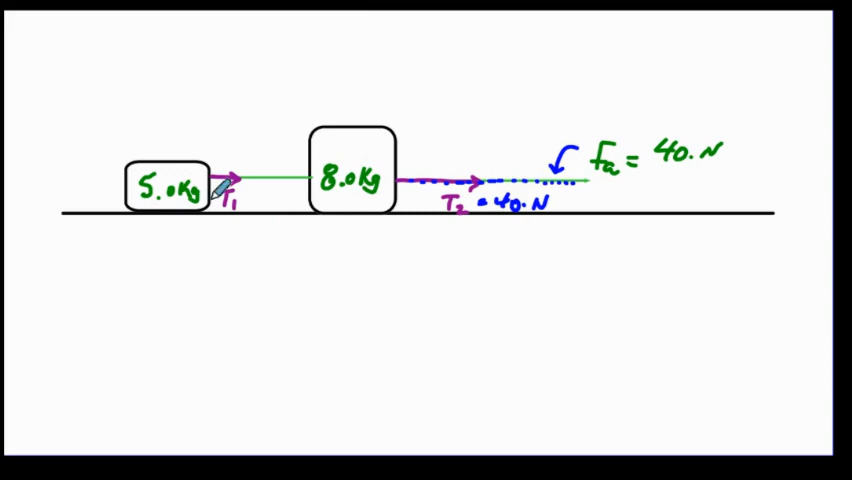 Fa = 40. N
5.0Kg
8.0Kg
T1
T2 = 40. N